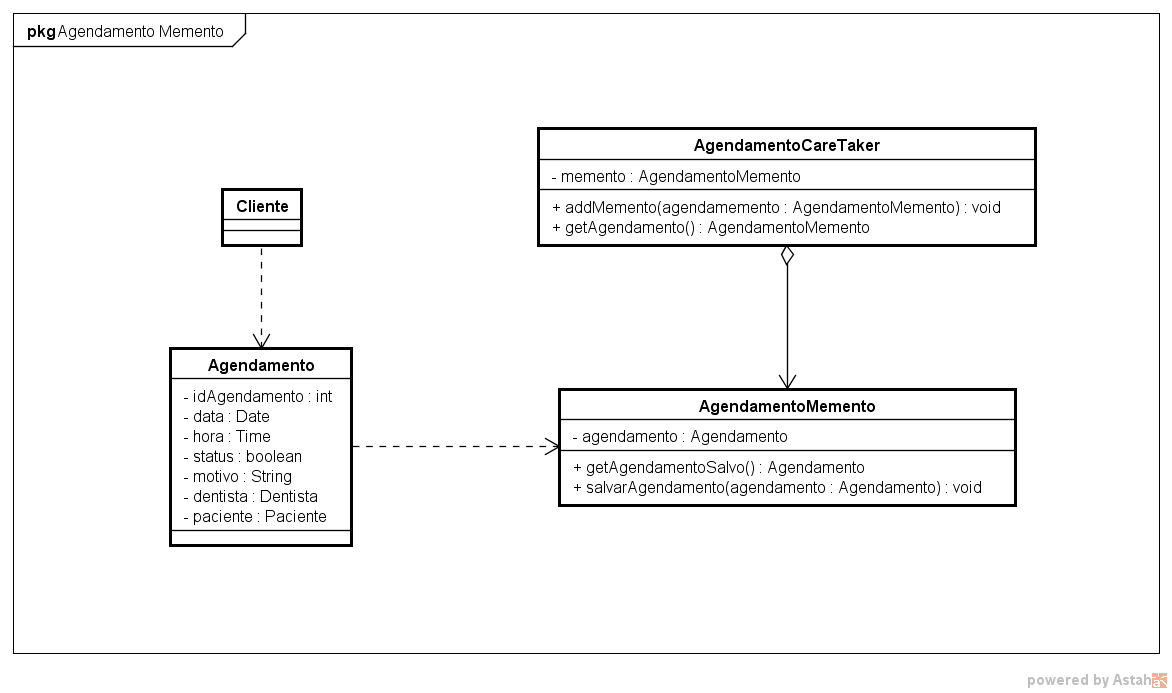 pkg Agendamento Memento
AgendamentoCareTaker
- memento : AgendamentoMemento
+ addMemento(agendamemento : AgendamentoMemento) : void
+ getAgendamento() : AgendamentoMemento
Cliente
Agendamento
- idAgendamento : int
- data : Date
- hora : Time
- status : boolean
- motivo : String
- dentista : Dentista
- paciente : Paciente
AgendamentoMemento
- agendamento : Agendamento
+ getAgendamentoSalvo() : Agendamento
+ salvarAgendamento(agendamento : Agendamento) : void
powered by Astah